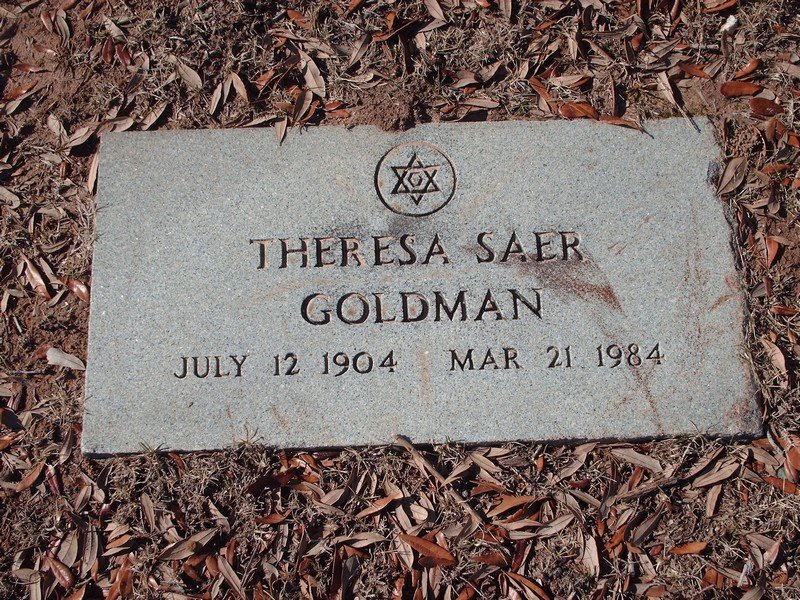 THERESA SAER
GOLDMAN
JULY 12 1904 MAR 21 1984